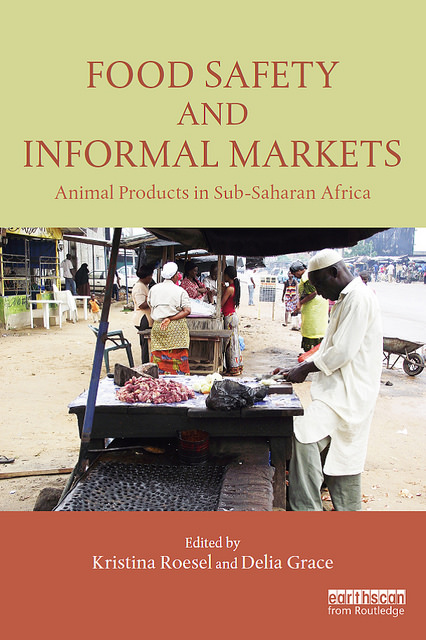 FOOD SAFETY
AND
INFORMAL MARKETS
Animal Products in Sub-Saharan Africa
Edited by
Kristina Roesel and Delia Grace
earthscan
from Routledge